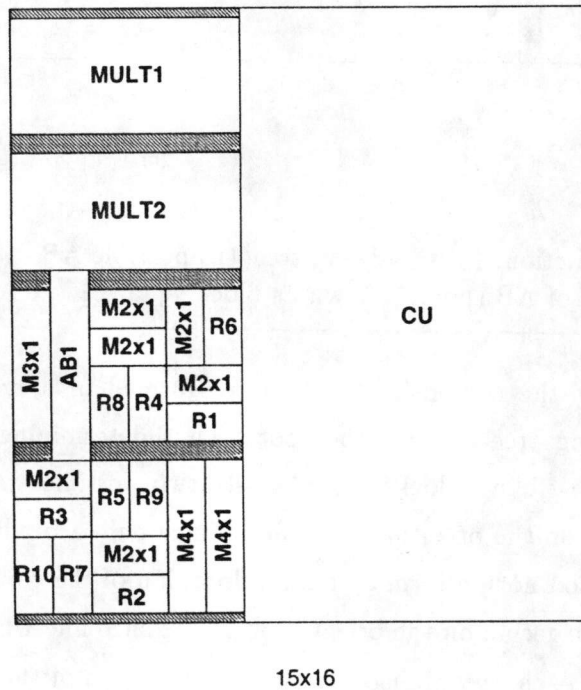 MULT1
MULT2
CU
M3x1
AB1
M2x1
M2x1
M2x1
R6
M2x1
R8
R4
R1
M2x1
R3
R5
R9
M4x1
M4x1
M2x1
R10
R7
R2
15x16